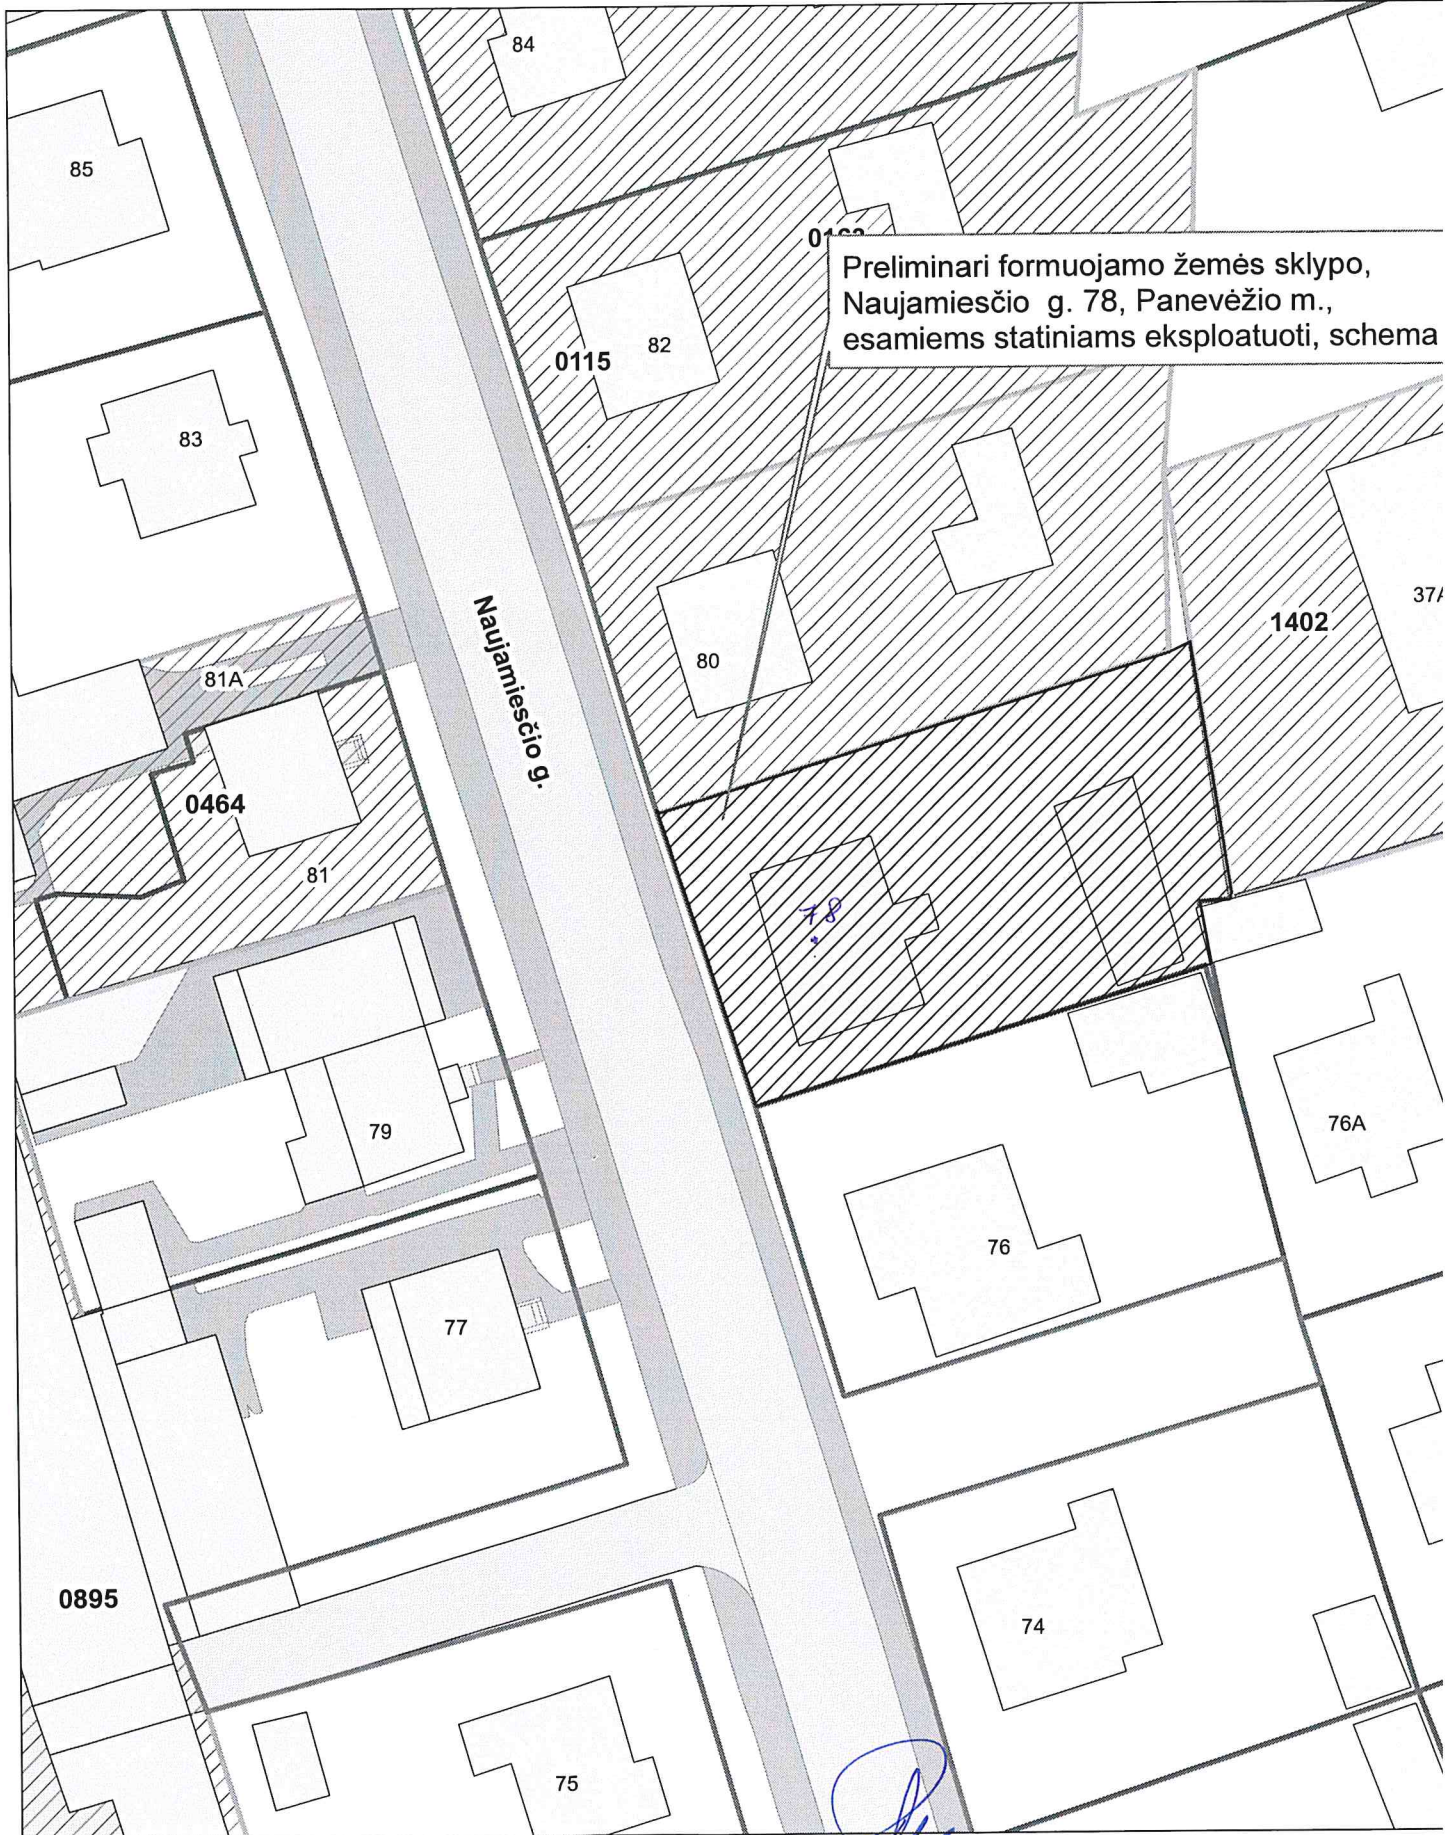 84
85
Preliminari formuojamo žemės sklypo,
Naujamiesčio g. 78, Panevėžio m.,
esamiems statiniams eksploatuoti, schema
82
0115
83
37A
Naujamiesčio g.
1402
80
81A
0464
81
78
79
76A
76
77
0895
74
75